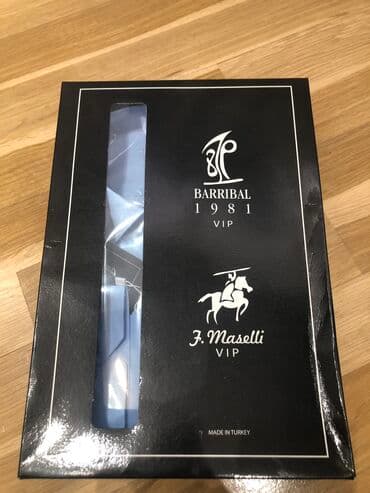 BARRIBAL
1981
VIP
F. Maselli
VIP
MADE IN TURKEY